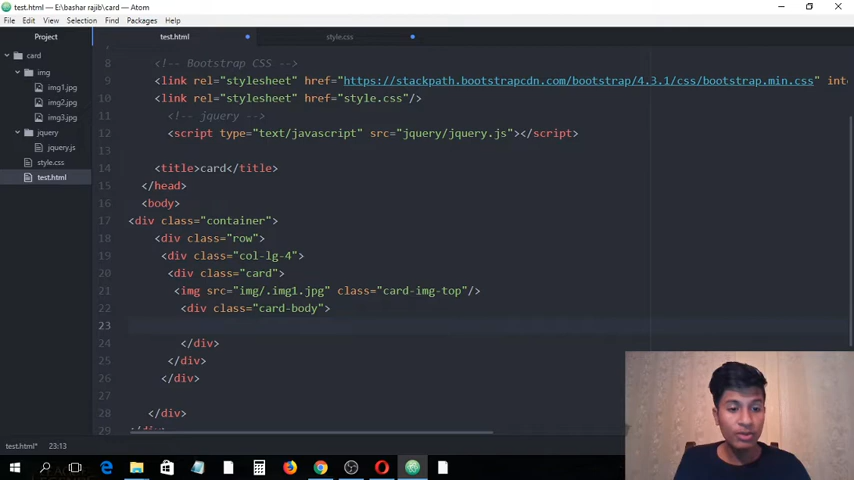 test.html — E:\bashar rajib\card — Atom
File Edit View Selection Find Packages Help
Project
test.html
style.css
card
img
img1.jpg
img2.jpg
img3.jpg
jquery
jquery.js
style.css
test.html
8 <!-- Bootstrap CSS -->
9 <link rel="stylesheet" href="https://stackpath.bootstrapcdn.com/bootstrap/4.3.1/css/bootstrap.min.css" inte
10 <link rel="stylesheet" href="style.css"/>
11 <!-- jquery -->
12 <script type="text/javascript" src="jquery/jquery.js"></script>
13
14 <title>card</title>
15 </head>
16 <body>
17 <div class="container">
18 <div class="row">
19 <div class="col-lg-4">
20 <div class="card">
21 <img src="img/.img1.jpg" class="card-img-top"/>
22 <div class="card-body">
23
24 </div>
25 </div>
26 </div>
27
28 </div>
29 </div>
test.html* 23:13